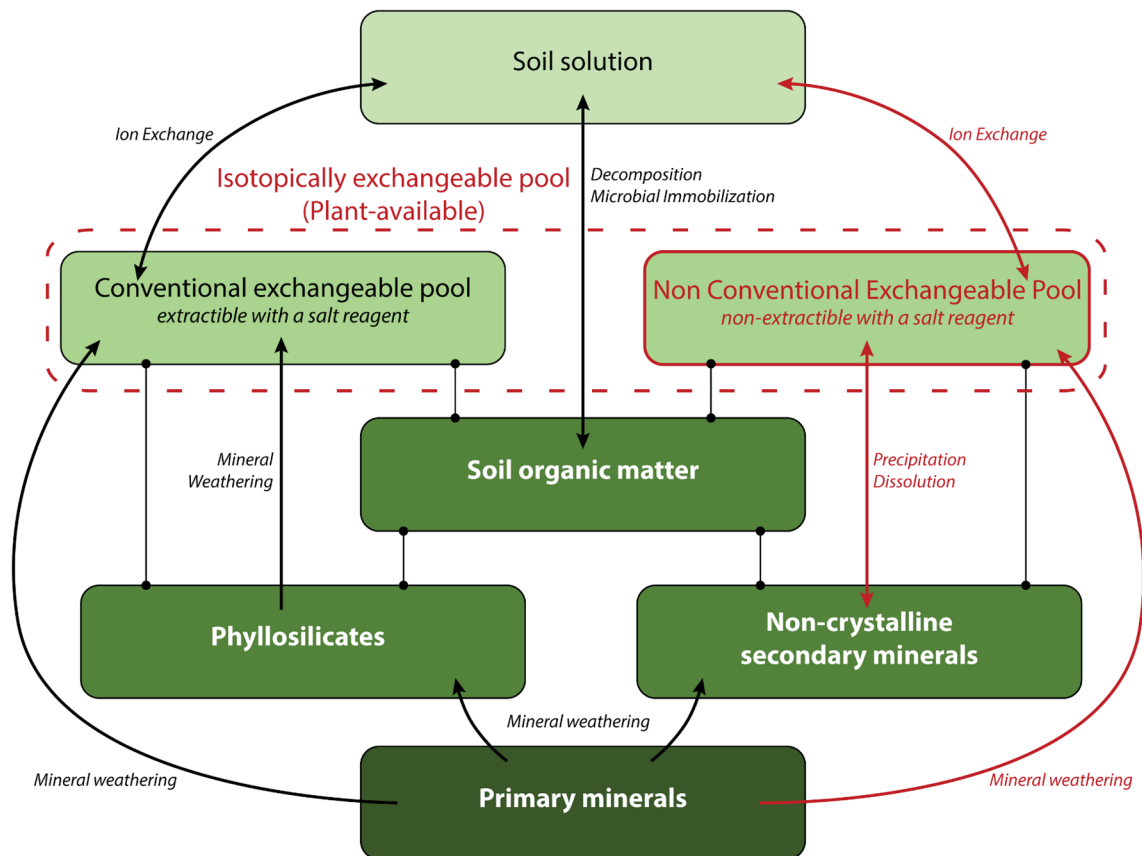 Soil solution
Ion Exchange
Ion Exchange
Decomposition
Microbial Immobilization
Isotopically exchangeable pool
(Plant-available)
Conventional exchangeable pool
extractible with a salt reagent
Non Conventional Exchangeable Pool
non-extractible with a salt reagent
Mineral
Weathering
Soil organic matter
Precipitation
Dissolution
Phyllosilicates
Non-crystalline
secondary minerals
Mineral weathering
Mineral weathering
Primary minerals
Mineral weathering